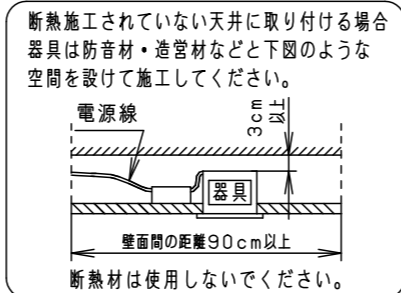 断熱施工されていない天井に取り付ける場合
器具は防音材・造営材などと下図のような
空間を設けて施工してください。
電源線
3cm
以上
器具
壁面間の距離90cm以上
断熱材は使用しないでください。